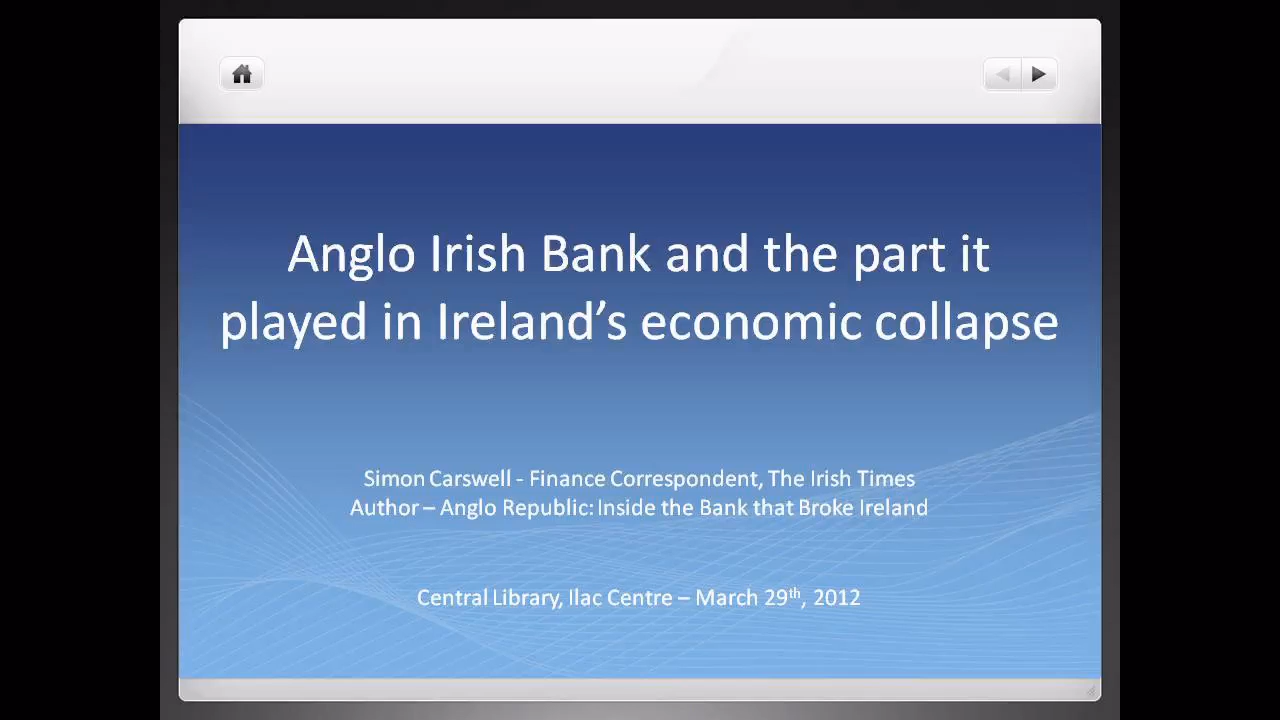 Anglo Irish Bank and the part it
played in Ireland’s economic collapse
Simon Carswell - Finance Correspondent, The Irish Times
Author – Anglo Republic: Inside the Bank that Broke Ireland
Central Library, Ilac Centre – March 29th, 2012